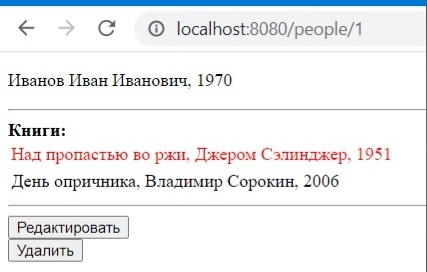 localhost:8080/people/1
Иванов Иван Иванович, 1970
Книги:
Над пропастью во ржи, Джером Сэлинджер, 1951
День опричника, Владимир Сорокин, 2006
Редактировать
Удалить